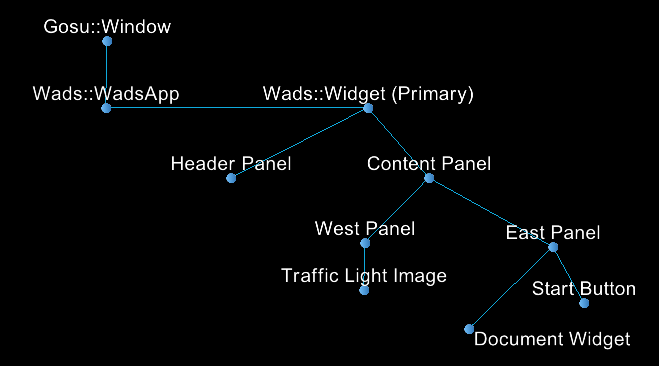 Gosu::Window
Wads::WadsApp
Wads::Widget (Primary)
Header Panel
Content Panel
West Panel
East Panel
Traffic Light Image
Start Button
Document Widget